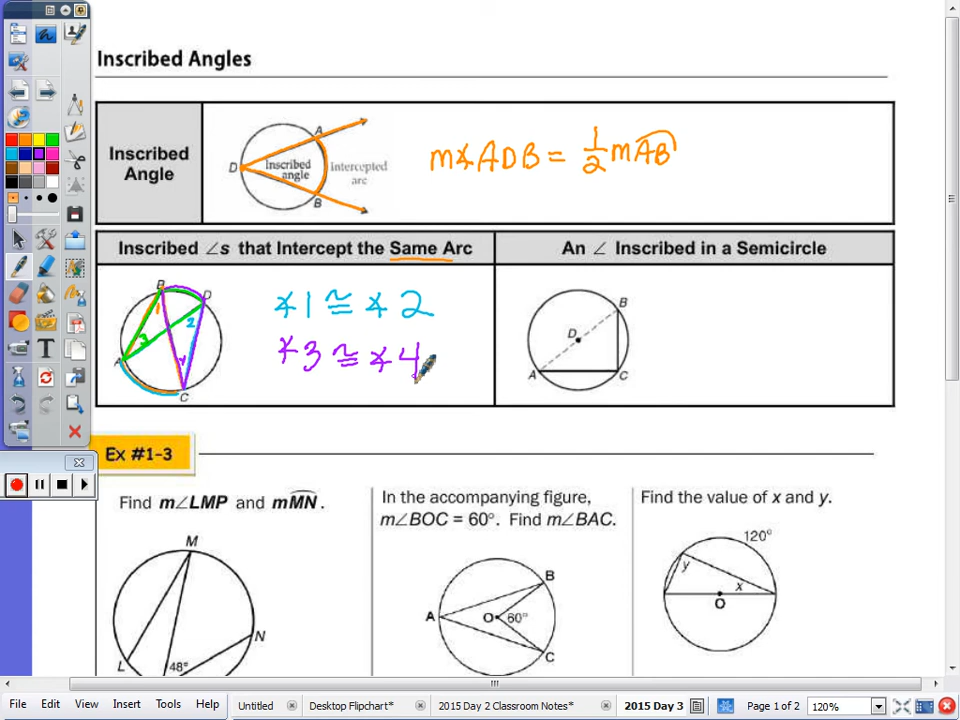 Inscribed Angles
Inscribed
Angle
D
A
B
Inscribed
angle
intercepted
arc
m∡ADB = 1/2 mAB
Inscribed ∠s that Intercept the Same Arc
An ∠ Inscribed in a Semicircle
B
D
1
2
3
4
A
C
∡1 ≅ ∡2
∡3 ≅ ∡4
B
D
A
C
Ex #1-3
Find m∠LMP and mMN.
M
N
L
48°
In the accompanying figure,
m∠BOC = 60°. Find m∠BAC.
B
A
O
60°
C
Find the value of x and y.
120°
y
x
O
File Edit View Insert Tools Help
Untitled
Desktop Flipchart*
2015 Day 2 Classroom Notes*
2015 Day 3
Page 1 of 2
120%
T